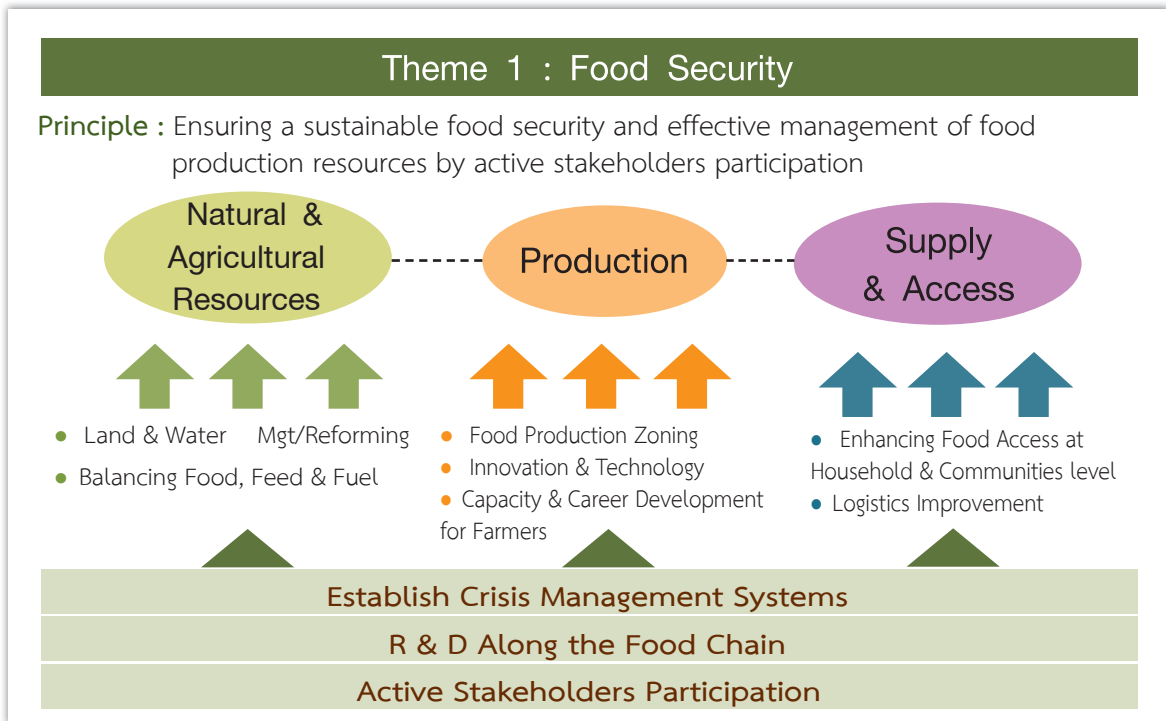 Theme 1 : Food Security
Principle : Ensuring a sustainable food security and effective management of food
production resources by active stakeholders participation
Natural &
Agricultural
Resources
Production
Supply
& Access
• Land & Water Mgt/Reforming
• Balancing Food, Feed & Fuel
• Food Production Zoning
• Innovation & Technology
• Capacity & Career Development
for Farmers
• Enhancing Food Access at
Household & Communities level
• Logistics Improvement
Establish Crisis Management Systems
R & D Along the Food Chain
Active Stakeholders Participation